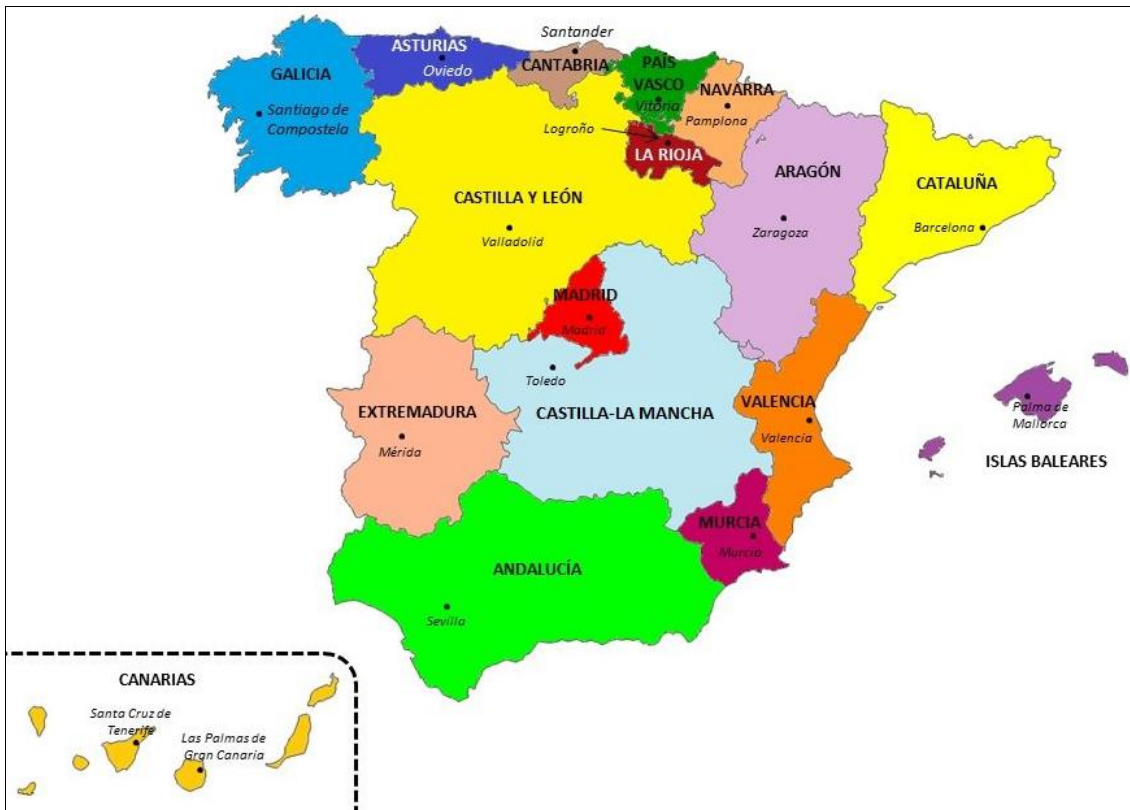 Santander
ASTURIAS
Oviedo
CANTABRIA
PAÍS
VASCO
Vitoria
GALICIA
Santiago de
Compostela
NAVARRA
Pamplona
Logroño
LA RIOJA
ARAGÓN
Zaragoza
CATALUÑA
Barcelona
CASTILLA Y LEÓN
Valladolid
MADRID
Madrid
Toledo
CASTILLA-LA MANCHA
EXTREMADURA
Mérida
VALENCIA
Valencia
Palma de
Mallorca
ISLAS BALEARES
MURCIA
Murcia
ANDALUCÍA
Sevilla
CANARIAS
Santa Cruz de
Tenerife
Las Palmas de
Gran Canaria